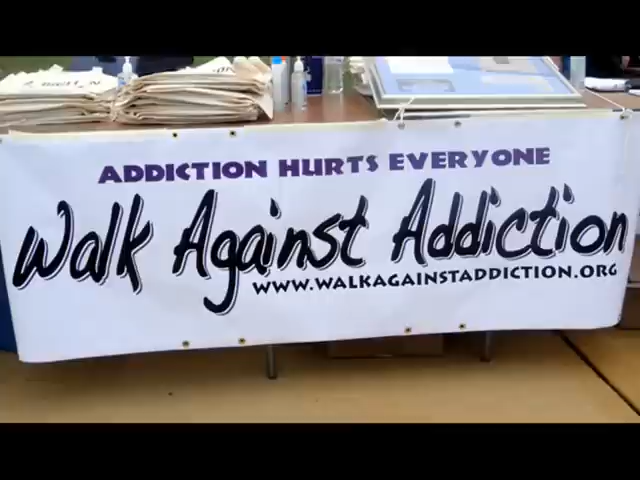 ADDICTION HURTS EVERYONE
Walk Against Addiction
WWW.WALKAGAINSTADDICTION.ORG